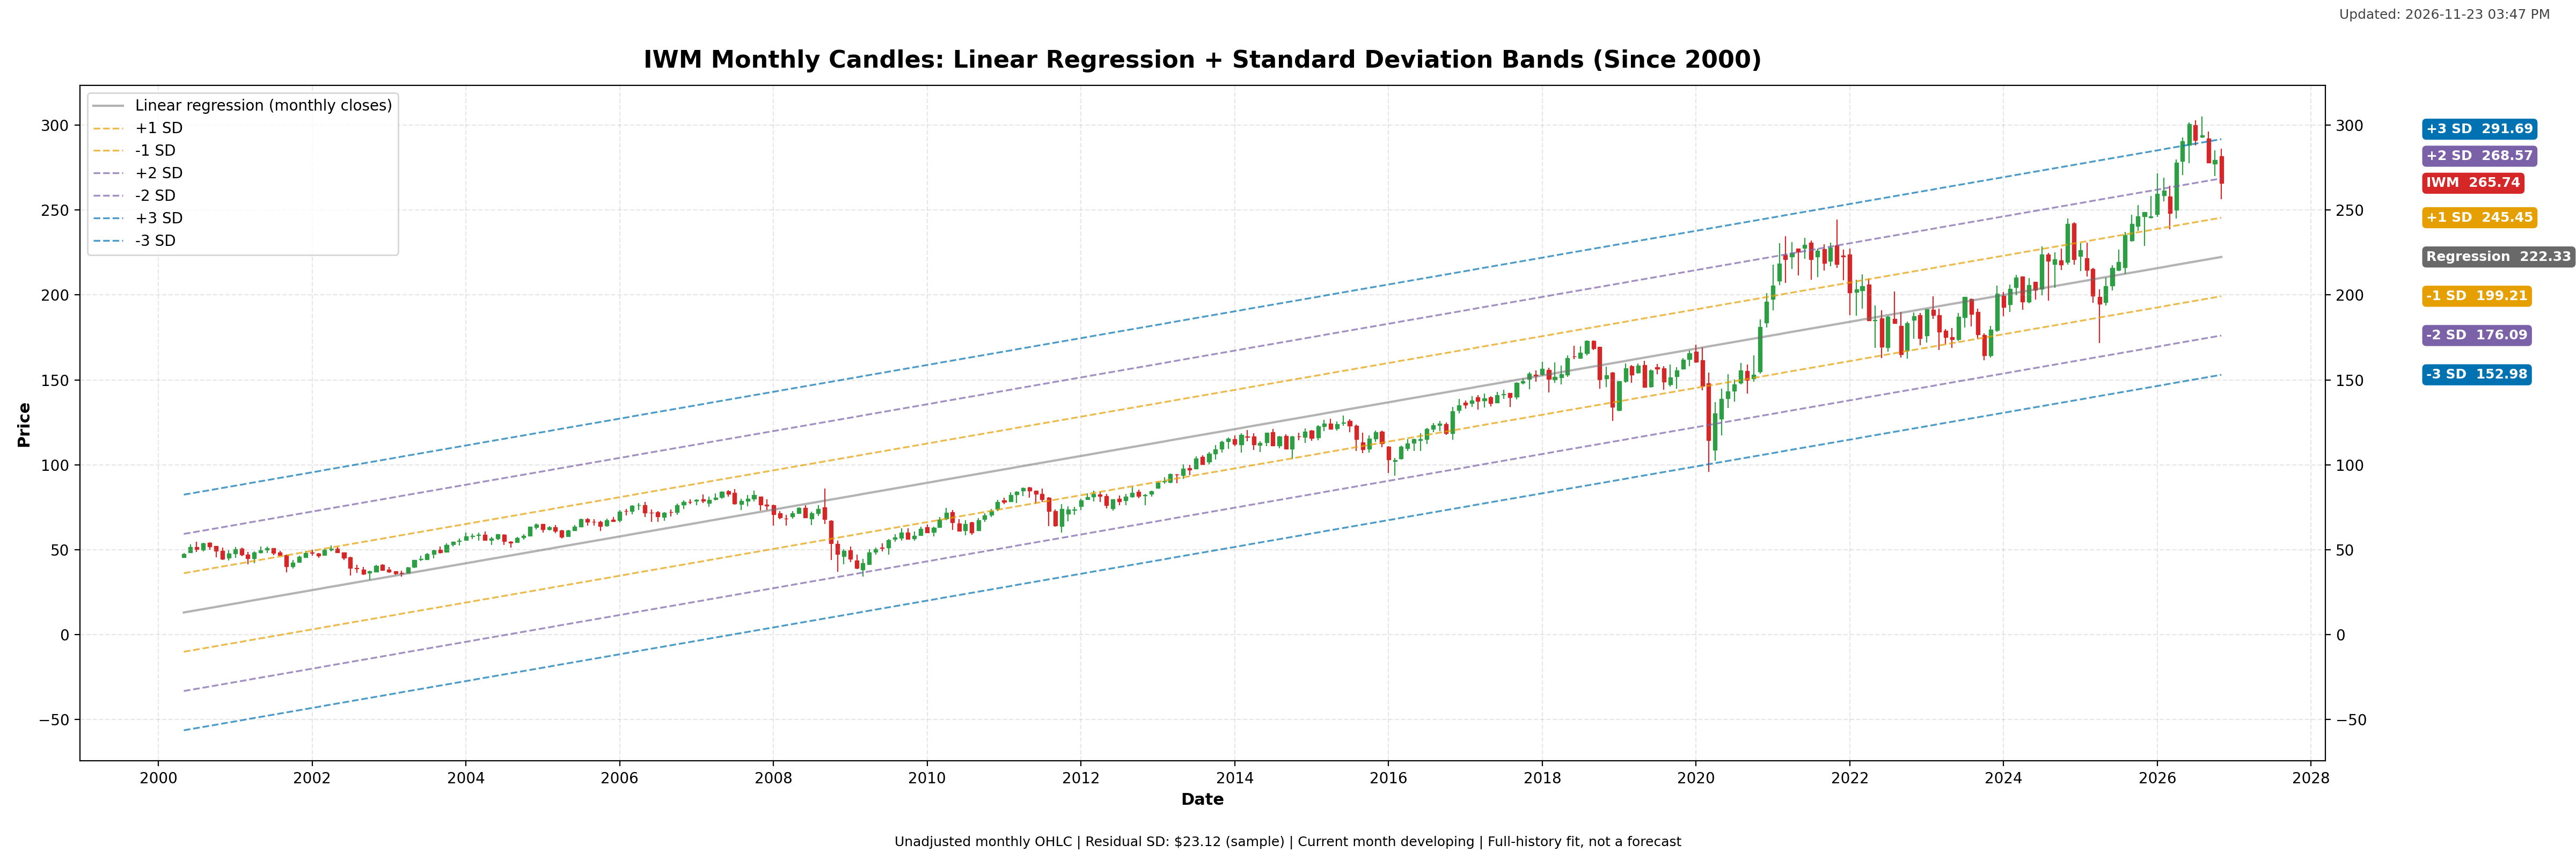 Updated: 2026-11-23 03:47 PM
IWM Monthly Candles: Linear Regression + Standard Deviation Bands (Since 2000)
Linear regression (monthly closes)
+1 SD
-1 SD
+2 SD
-2 SD
+3 SD
-3 SD
Price
300
250
200
150
100
50
0
−50
300
250
200
150
100
50
0
−50
+3 SD 291.69
+2 SD 268.57
IWM 265.74
+1 SD 245.45
Regression 222.33
-1 SD 199.21
-2 SD 176.09
-3 SD 152.98
2000 2002 2004 2006 2008 2010 2012 2014 2016 2018 2020 2022 2024 2026 2028
Date
Unadjusted monthly OHLC | Residual SD: $23.12 (sample) | Current month developing | Full-history fit, not a forecast